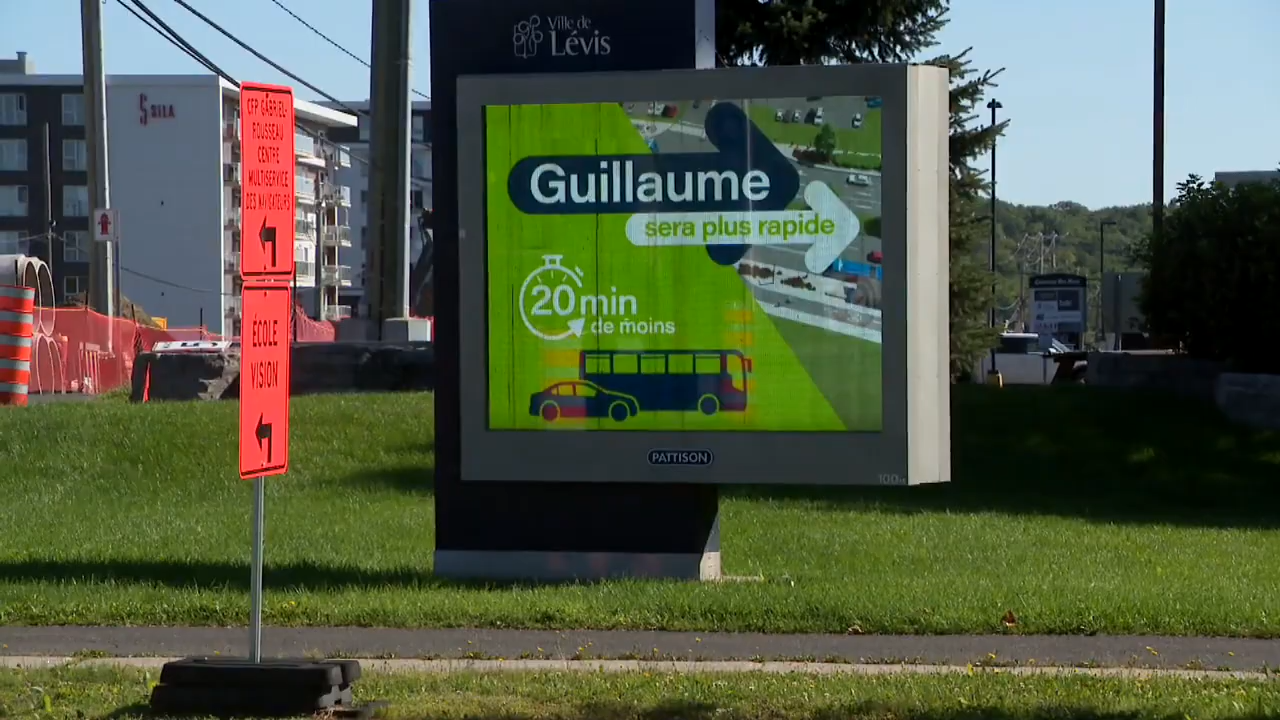 Ville de
Lévis
SILA
CFP GABRIEL-
ROUSSEAU
CENTRE
MULTISERVICE
DES NAVIGATEURS
ÉCOLE
VISION
Guillaume
sera plus rapide
20 min
de moins
PATTISON